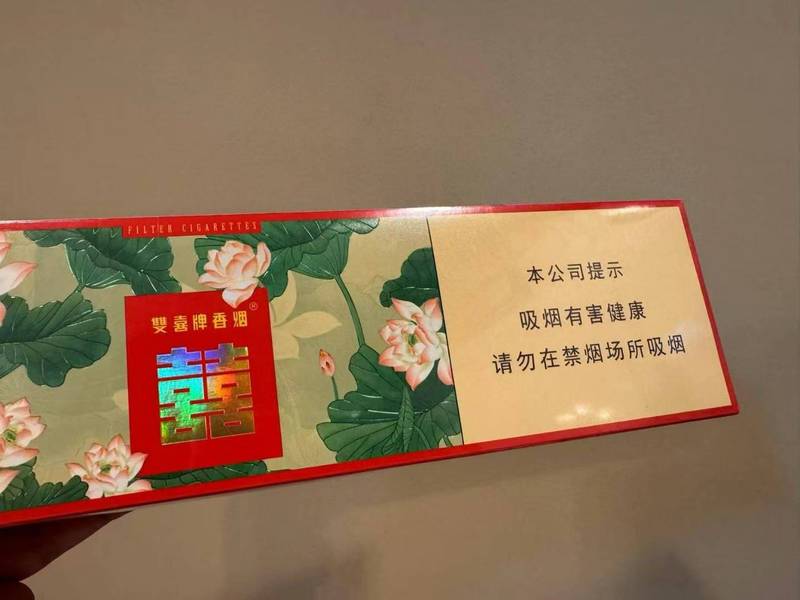 FILTER CIGARETTES
雙喜牌香烟®
囍
本公司提示
吸烟有害健康
请勿在禁烟场所吸烟